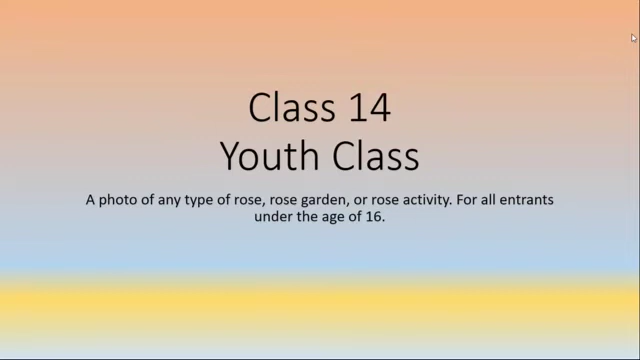 Class 14
Youth Class
A photo of any type of rose, rose garden, or rose activity. For all entrants
under the age of 16.